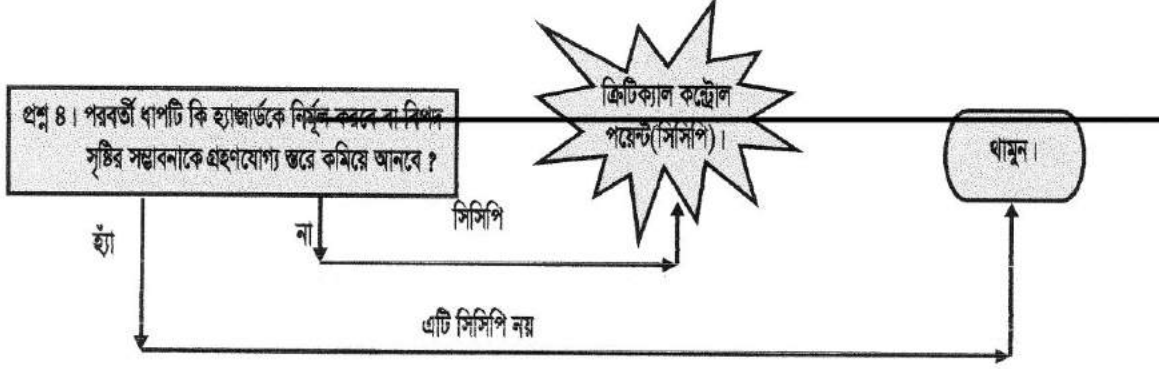 প্রশ্ন ৪। পরবর্তী ধাপটি কি হ্যাজার্ডকে নির্মূল করবে বা বিপদ
সৃষ্টির সম্ভাবনাকে গ্রহণযোগ্য স্তরে কমিয়ে আনবে ?
ক্রিটিক্যাল কন্ট্রোল
পয়েন্ট(সিসিপি)।
থামুন।
হ্যাঁ
না
সিসিপি
এটি সিসিপি নয়